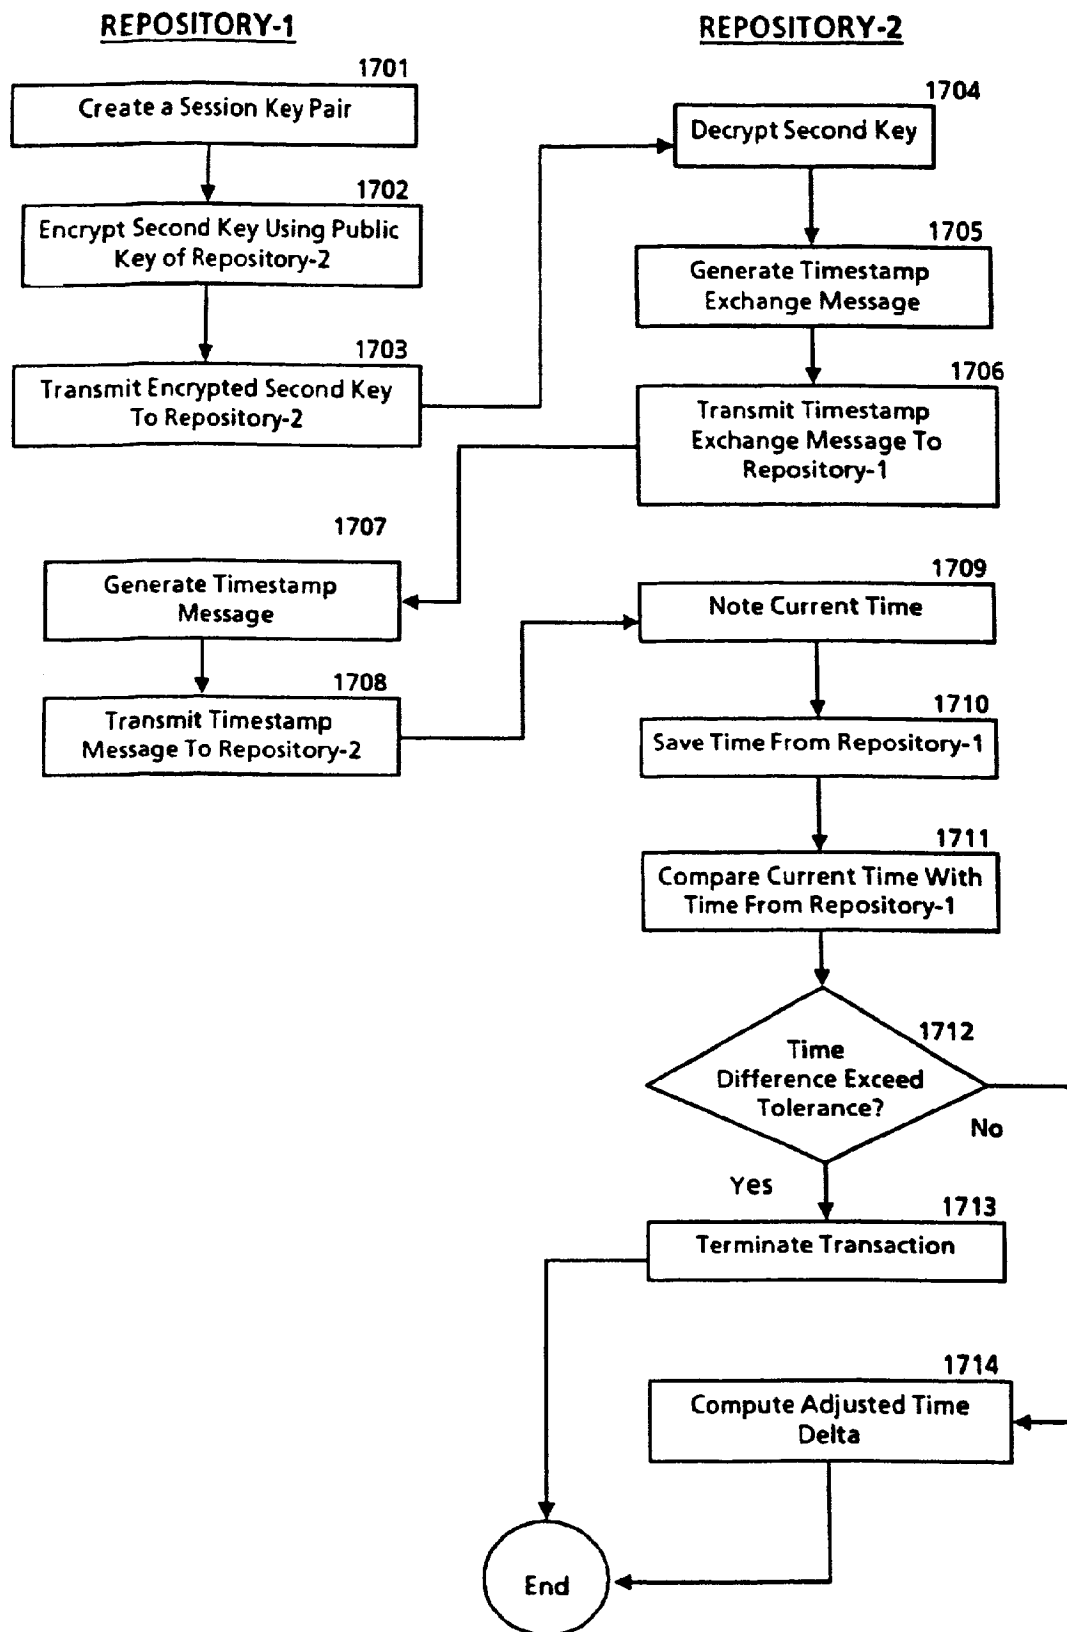 REPOSITORY-1
REPOSITORY-2
1701
Create a Session Key Pair
1702
Encrypt Second Key Using Public
Key of Repository-2
1703
Transmit Encrypted Second Key
To Repository-2
1704
Decrypt Second Key
1705
Generate Timestamp
Exchange Message
1706
Transmit Timestamp
Exchange Message To
Repository-1
1707
Generate Timestamp
Message
1708
Transmit Timestamp
Message To Repository-2
1709
Note Current Time
1710
Save Time From Repository-1
1711
Compare Current Time With
Time From Repository-1
1712
Time
Difference Exceed
Tolerance?
No
Yes
1713
Terminate Transaction
1714
Compute Adjusted Time
Delta
End